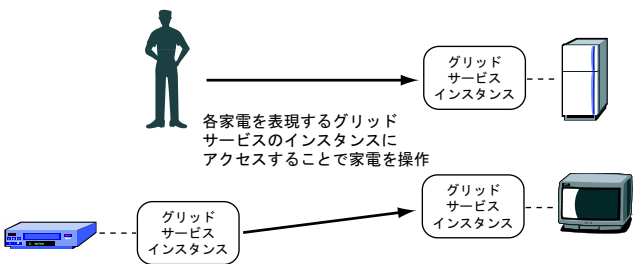 グリッド
サービス
インスタンス
各家電を表現するグリッド
サービスのインスタンスに
アクセスすることで家電を操作
グリッド
サービス
インスタンス
グリッド
サービス
インスタンス